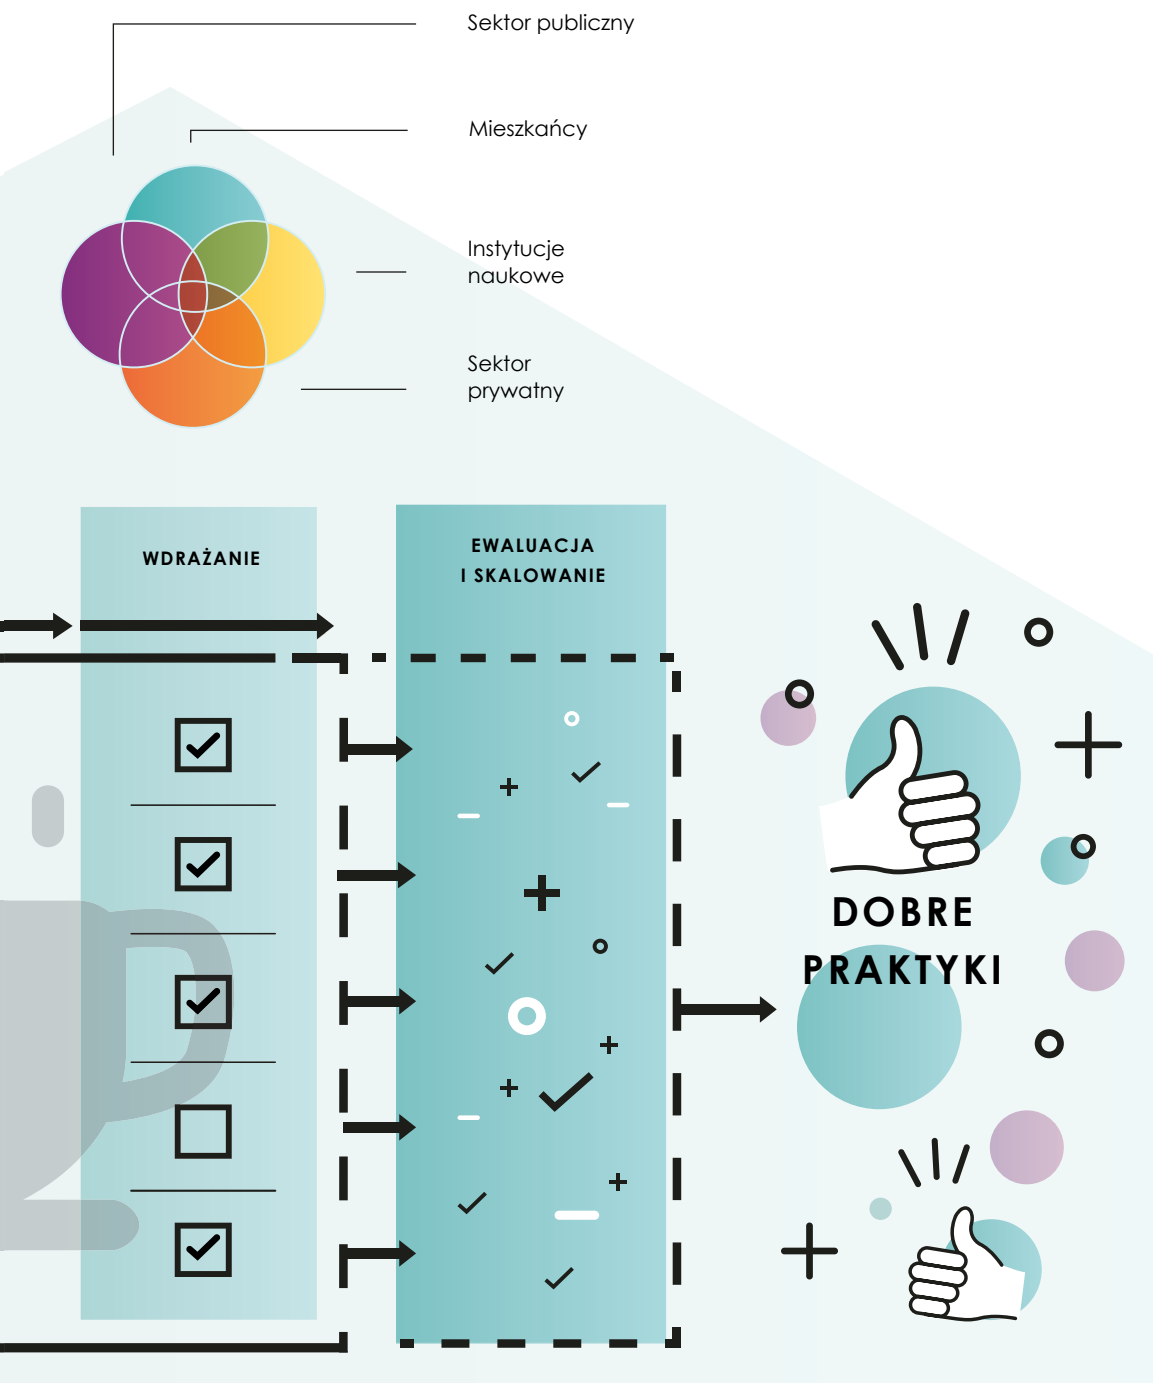 Sektor publiczny
Mieszkańcy
Instytucje
naukowe
Sektor
prywatny
WDRAŻANIE
EWALUACJA
I SKALOWANIE
DOBRE
PRAKTYKI